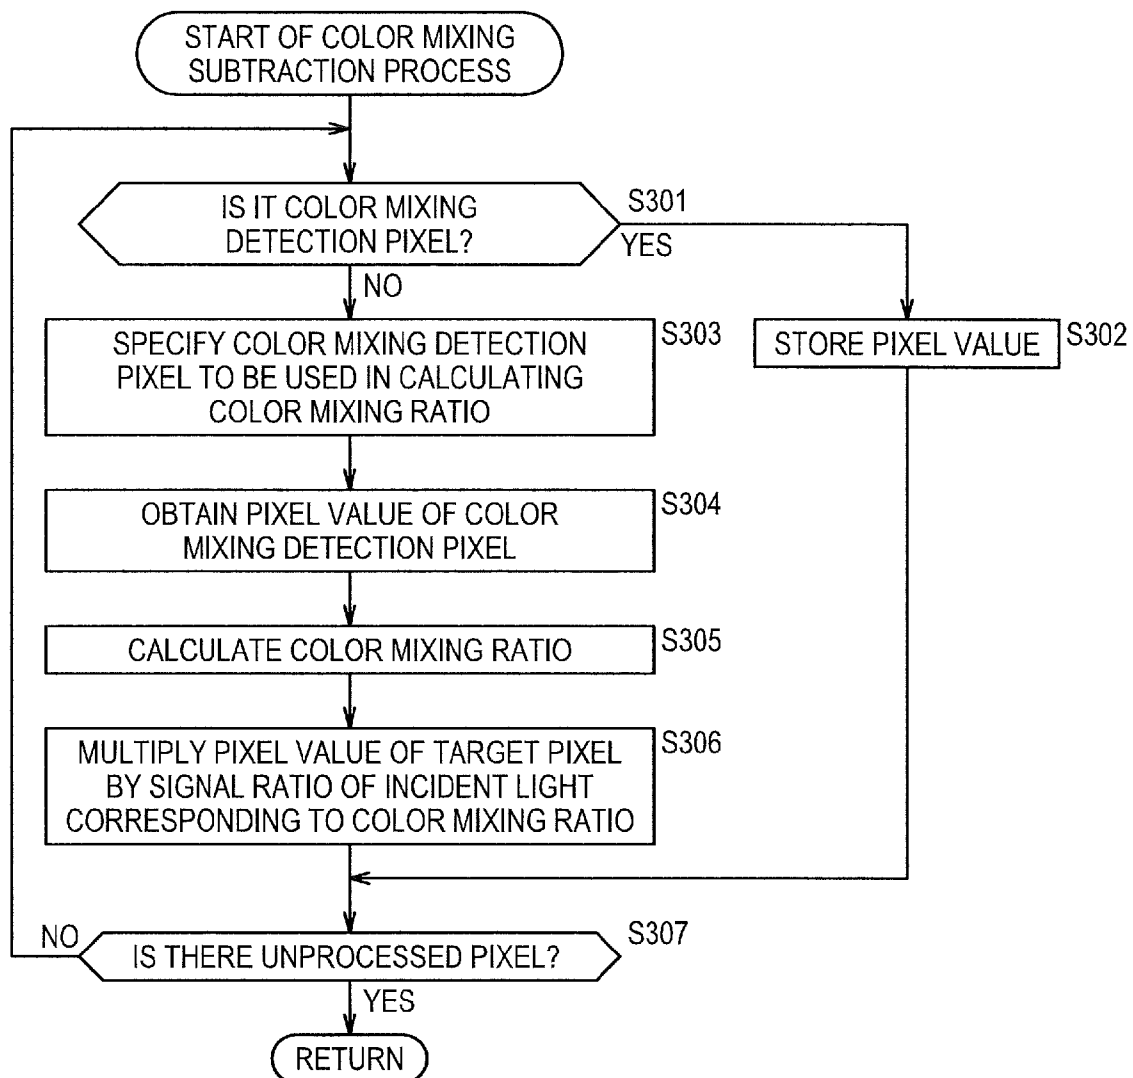 START OF COLOR MIXING
SUBTRACTION PROCESS
IS IT COLOR MIXING
DETECTION PIXEL?
S301
YES
NO
SPECIFY COLOR MIXING DETECTION
PIXEL TO BE USED IN CALCULATING
COLOR MIXING RATIO
S303
STORE PIXEL VALUE
S302
OBTAIN PIXEL VALUE OF COLOR
MIXING DETECTION PIXEL
S304
CALCULATE COLOR MIXING RATIO
S305
MULTIPLY PIXEL VALUE OF TARGET PIXEL
BY SIGNAL RATIO OF INCIDENT LIGHT
CORRESPONDING TO COLOR MIXING RATIO
S306
NO
IS THERE UNPROCESSED PIXEL?
S307
YES
RETURN